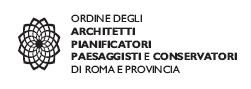 ORDINE DEGLI
ARCHITETTI
PIANIFICATORI
PAESAGGISTI E CONSERVATORI
DI ROMA E PROVINCIA